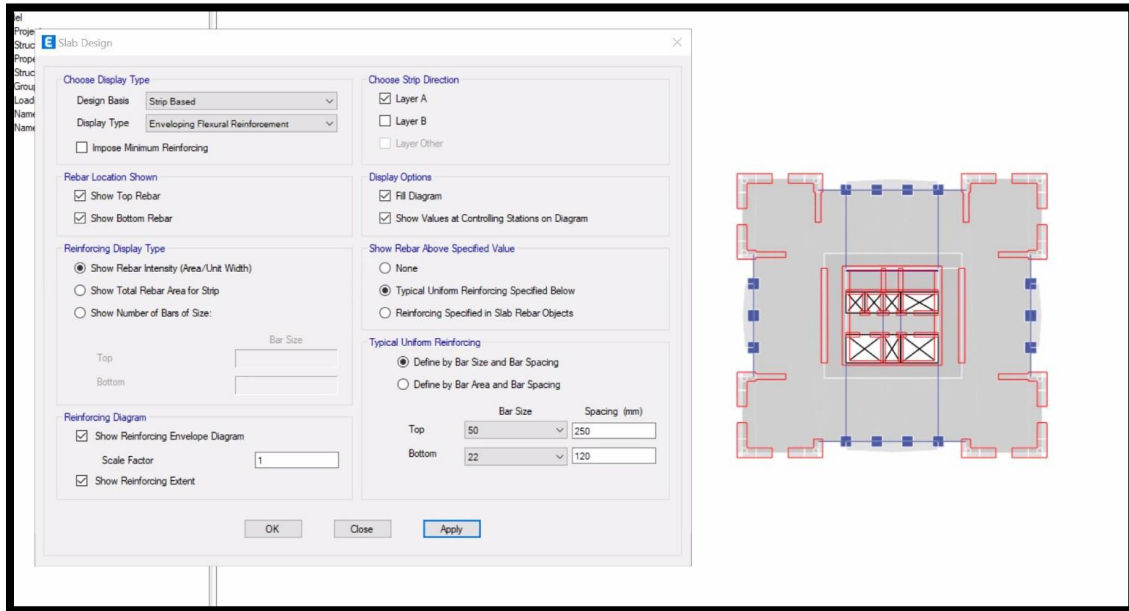 Slab Design
Choose Display Type
Design Basis Strip Based
Display Type Enveloping Flexural Reinforcement
Impose Minimum Reinforcing
Rebar Location Shown
Show Top Rebar
Show Bottom Rebar
Reinforcing Display Type
Show Rebar Intensity (Area/Unit Width)
Show Total Rebar Area for Strip
Show Number of Bars of Size:
Bar Size
Top
Bottom
Reinforcing Diagram
Show Reinforcing Envelope Diagram
Scale Factor 1
Show Reinforcing Extent
Choose Strip Direction
Layer A
Layer B
Layer Other
Display Options
Fill Diagram
Show Values at Controlling Stations on Diagram
Show Rebar Above Specified Value
None
Typical Uniform Reinforcing Specified Below
Reinforcing Specified in Slab Rebar Objects
Typical Uniform Reinforcing
Define by Bar Size and Bar Spacing
Define by Bar Area and Bar Spacing
Bar Size Spacing (mm)
Top 50 250
Bottom 22 120
OK Close Apply